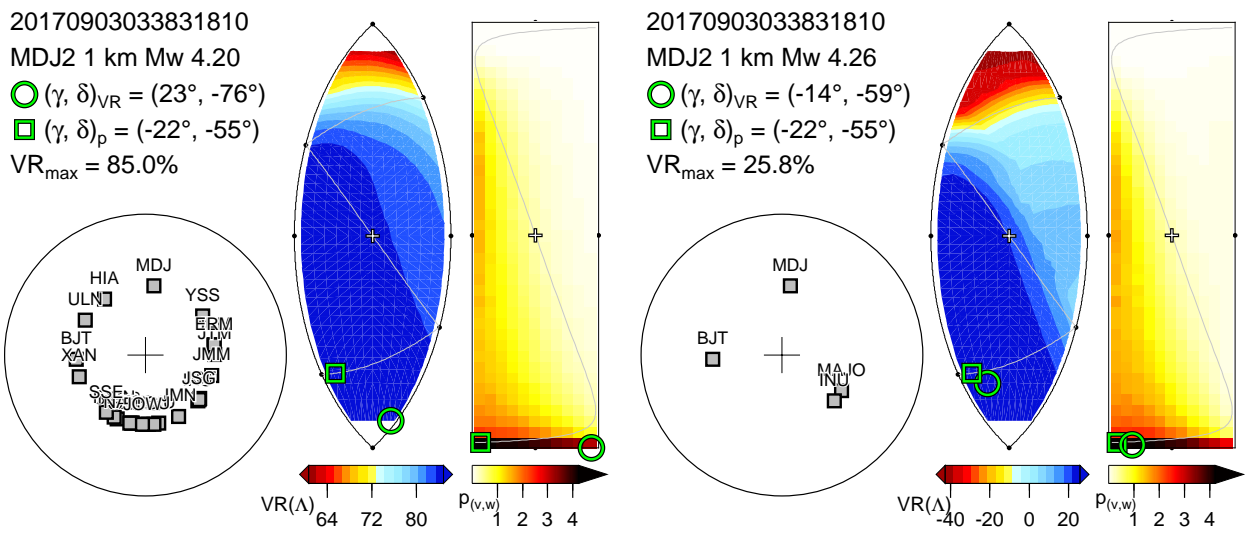 20170903033831810
MDJ2 1 km Mw 4.20
(γ, δ)VR = (23°, -76°)
(γ, δ)p = (-22°, -55°)
VRmax = 85.0%
MDJ
HIA
ULN
YSS
ERM
BJT
XAN
JMM
JSG
SSE
JMN
JOWJ
VR(Λ)
64 72 80
p(v,w)
1 2 3 4
20170903033831810
MDJ2 1 km Mw 4.26
(γ, δ)VR = (-14°, -59°)
(γ, δ)p = (-22°, -55°)
VRmax = 25.8%
MDJ
BJT
MAJO
INU
VR(Λ)
-40 -20 0 20
p(v,w)
1 2 3 4